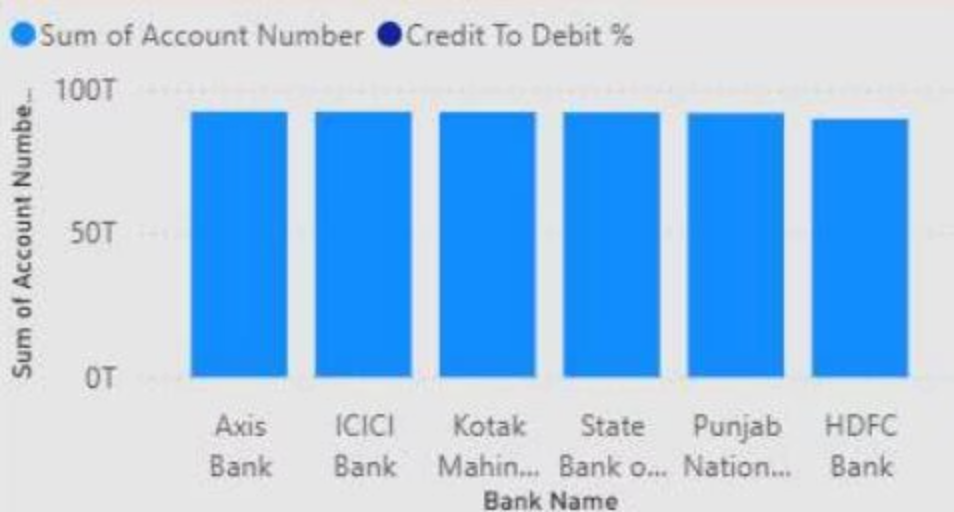 Sum of Account Number Credit To Debit %
Sum of Account Numbe...
100T
50T
0T
Axis Bank
ICICI Bank
Kotak Mahin...
State Bank o...
Punjab Nation...
HDFC Bank
Bank Name